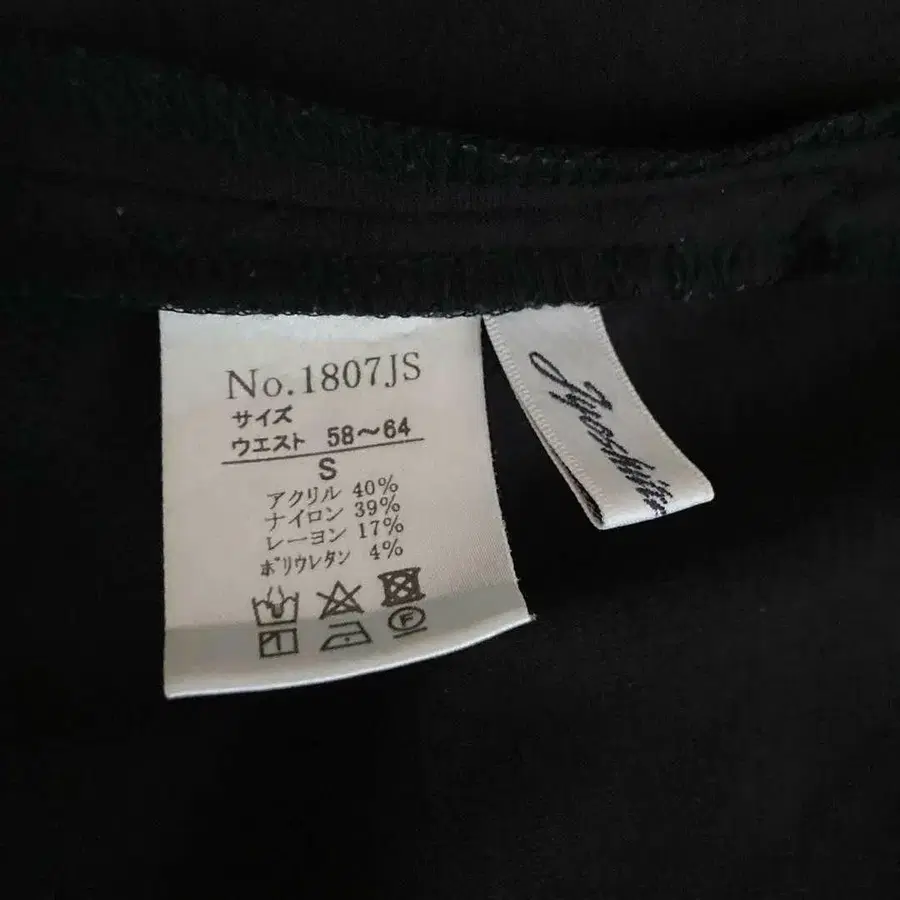 No.1807JS
サイズ
ウエスト 58～64
S
アクリル 40%
ナイロン 39%
レーヨン 17%
ポリウレタン 4%
F